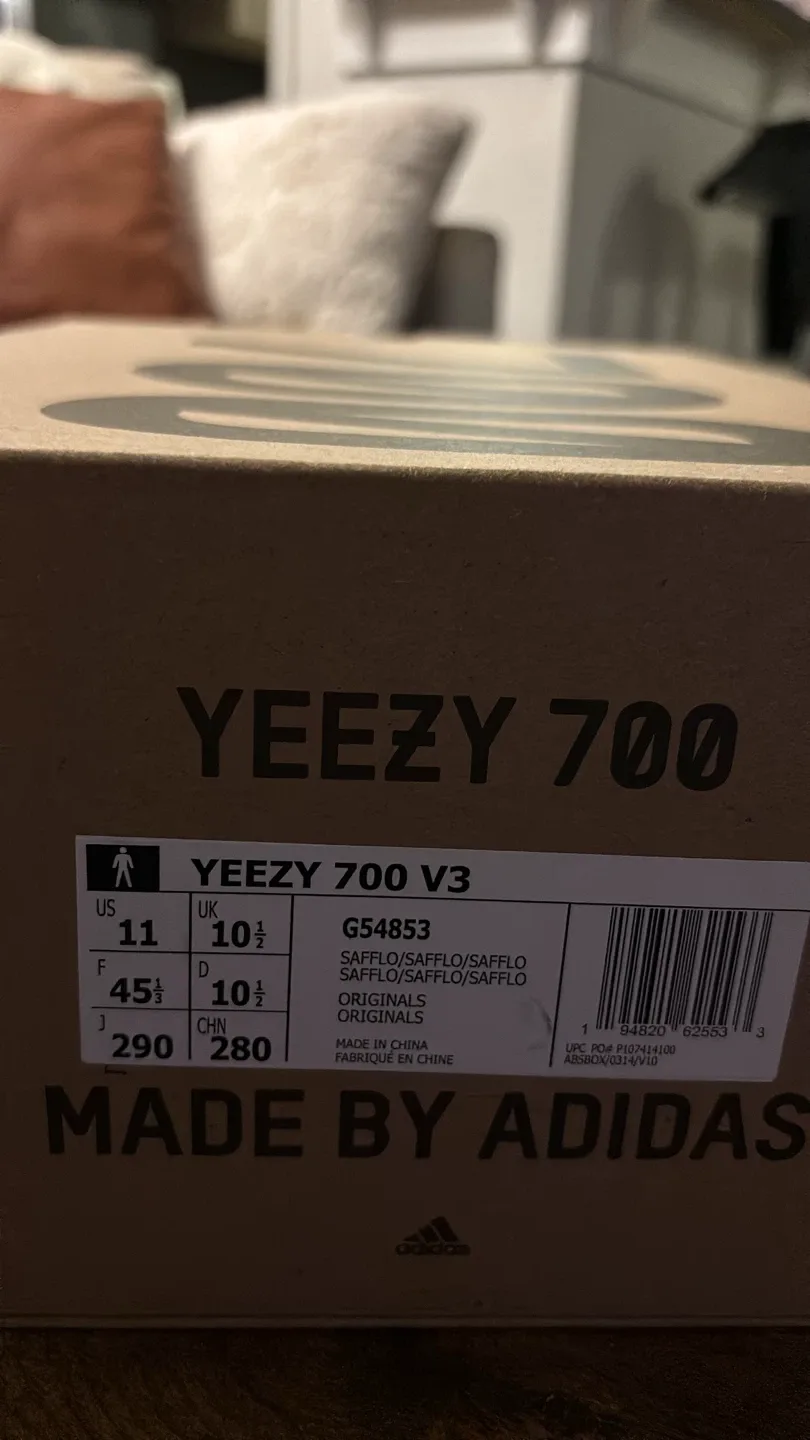 YEEZY 700
YEEZY 700 V3
US 11
UK 10½
F 45⅓
D 10½
J 290
CHN 280
G54853
SAFFLO/SAFFLO/SAFFLO
SAFFLO/SAFFLO/SAFFLO
ORIGINALS
ORIGINALS
MADE IN CHINA
FABRIQUÉ EN CHINE
1 94820 62553 3
UPC PO# P107414100
ABSBOX/0314/V10
MADE BY ADIDAS
adidas